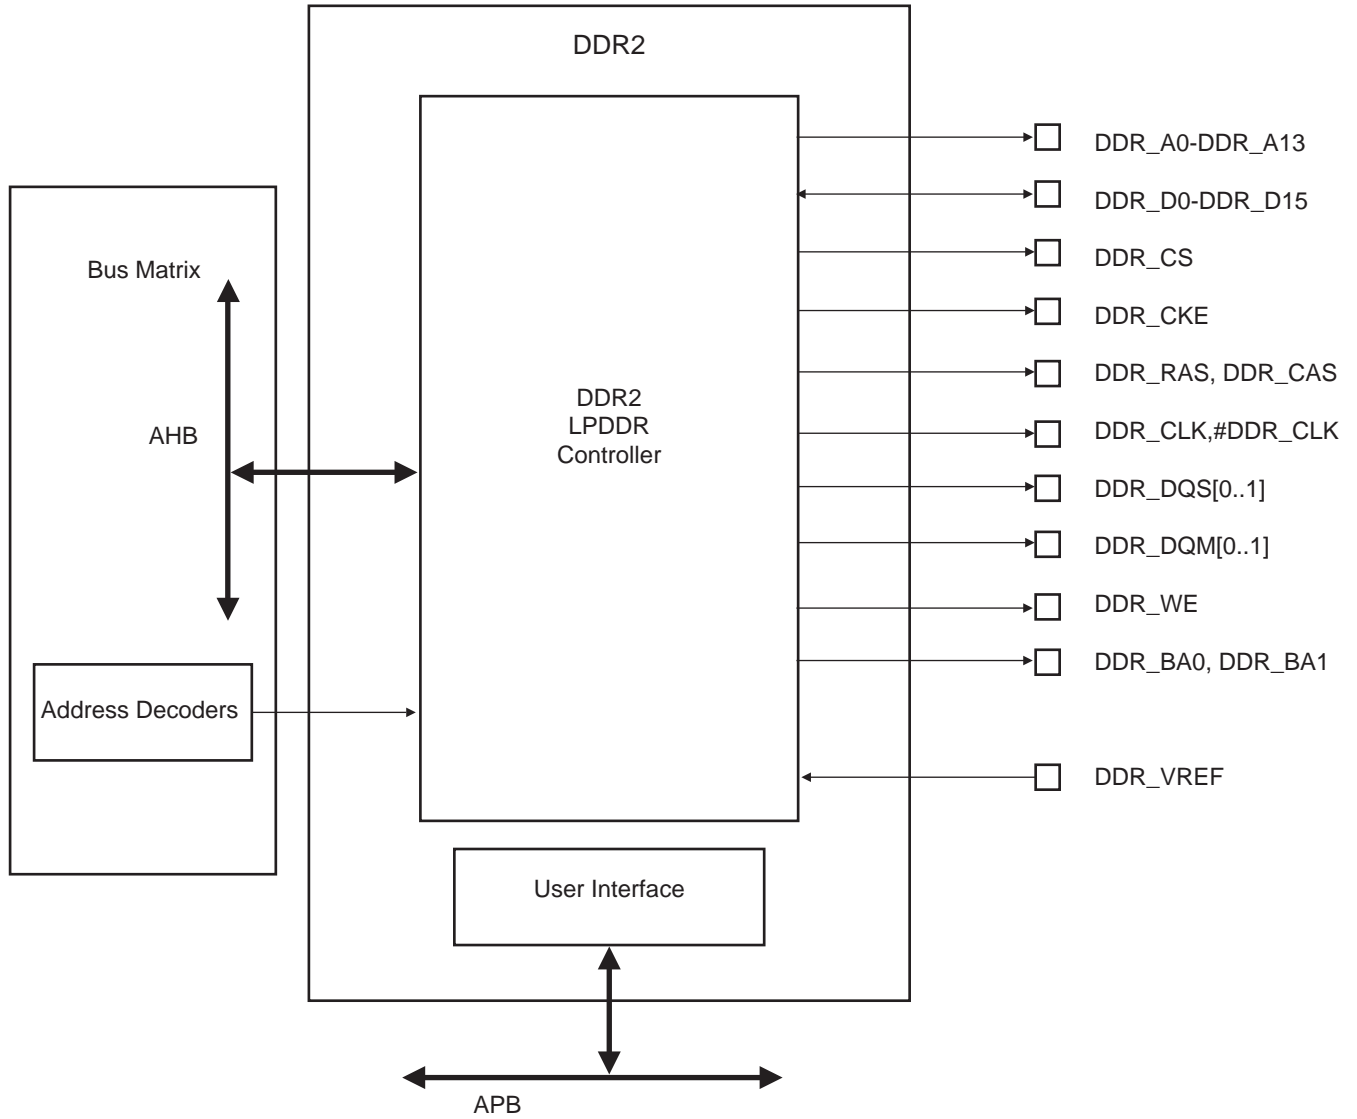 DDR2
Bus Matrix
AHB
Address Decoders
DDR2
LPDDR
Controller
User Interface
APB
DDR_A0-DDR_A13
DDR_D0-DDR_D15
DDR_CS
DDR_CKE
DDR_RAS, DDR_CAS
DDR_CLK,#DDR_CLK
DDR_DQS[0..1]
DDR_DQM[0..1]
DDR_WE
DDR_BA0, DDR_BA1
DDR_VREF